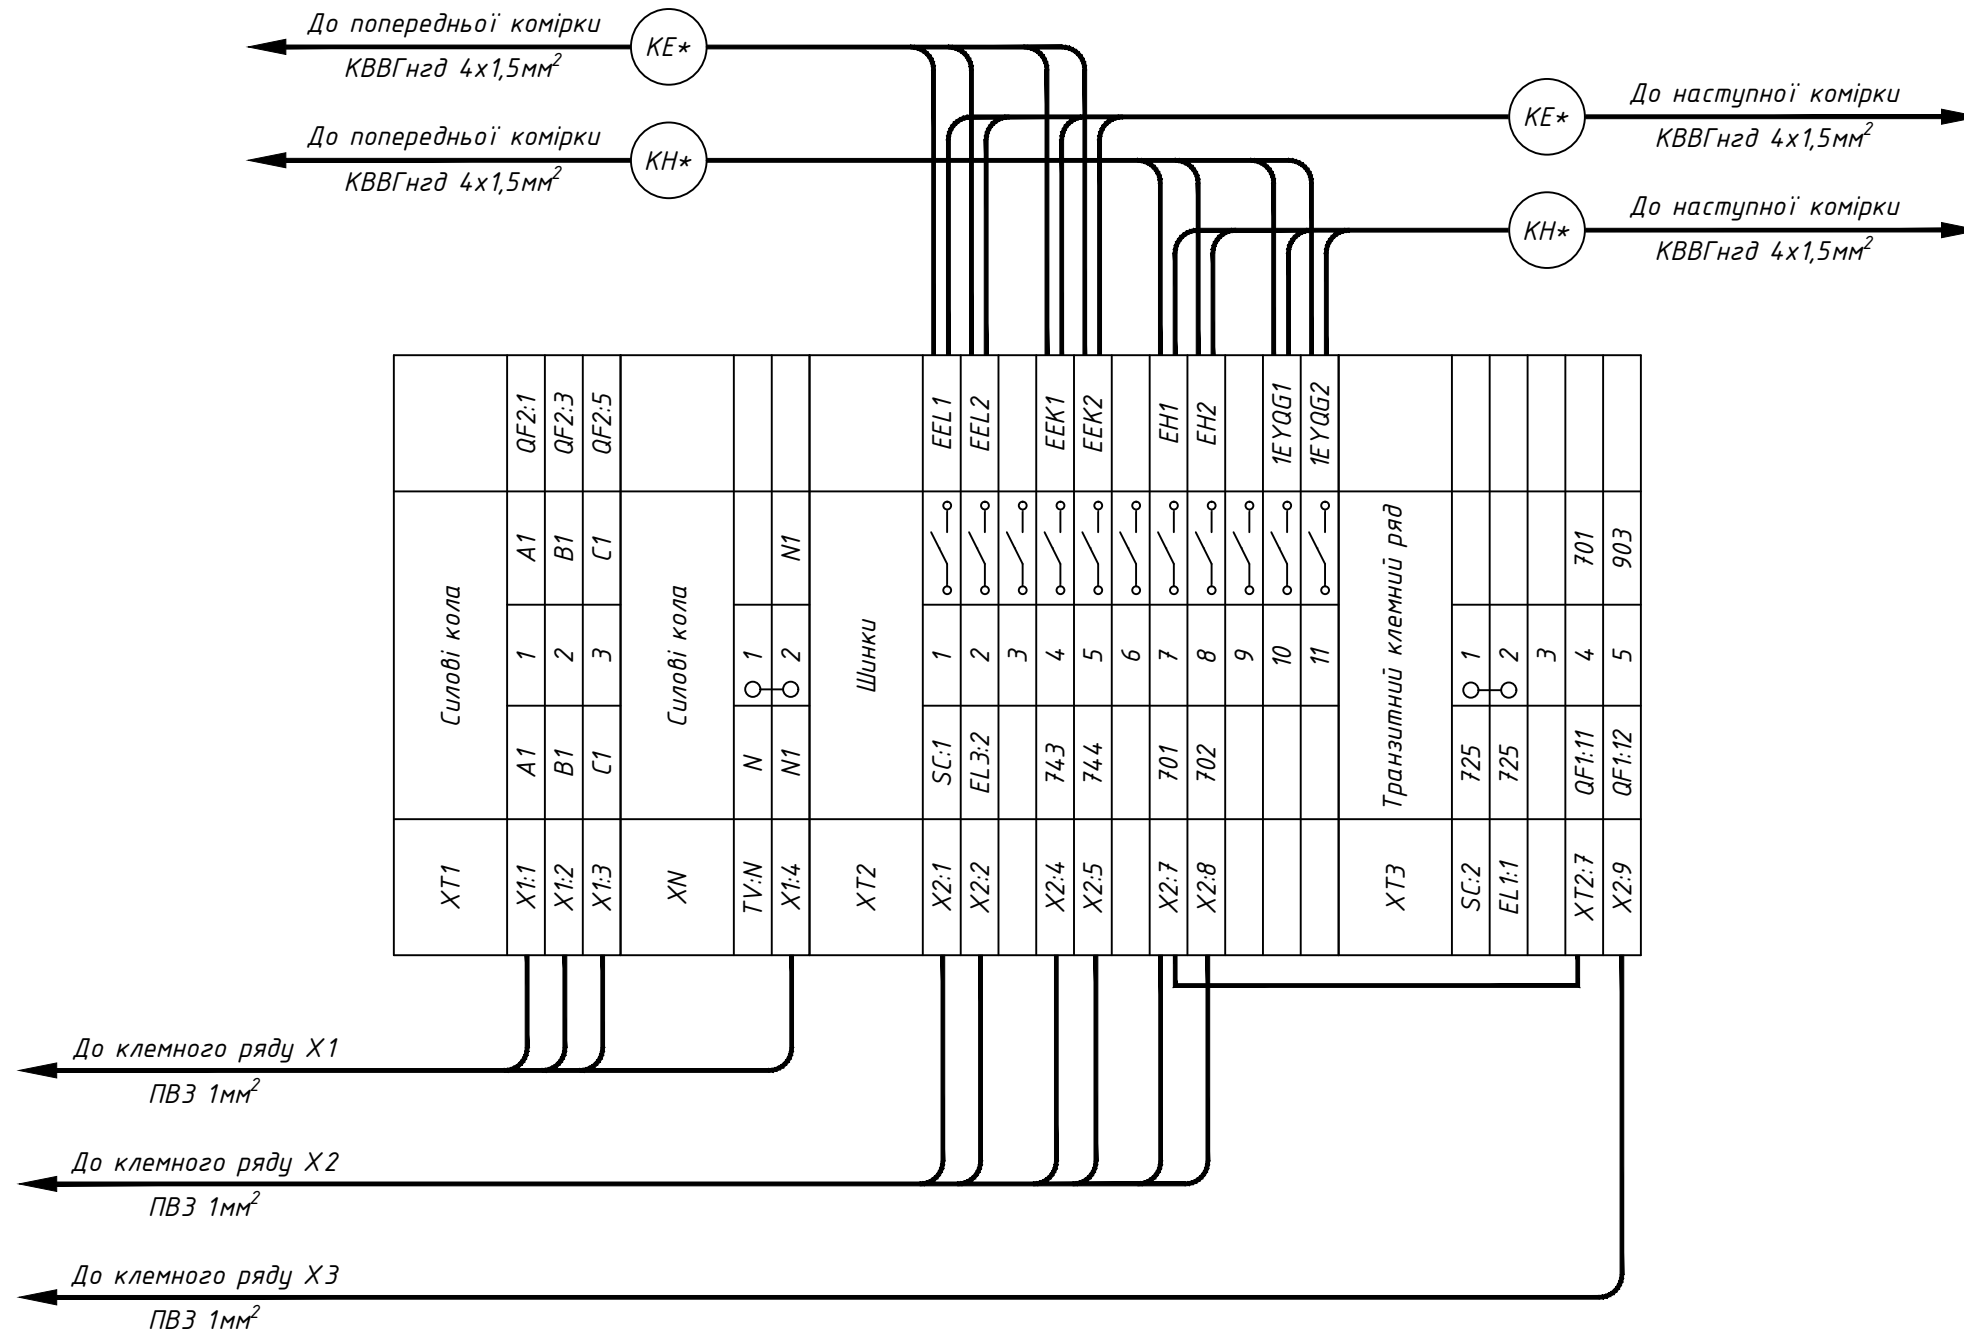 До попередньої комірки
КЕ*
КВВГнгд 4х1,5мм²
До наступної комірки
КЕ*
КВВГнгд 4х1,5мм²
До попередньої комірки
КН*
КВВГнгд 4х1,5мм²
До наступної комірки
КН*
КВВГнгд 4х1,5мм²
QF2:1
QF2:3
QF2:5
EEL1
EEL2
EEK1
EEK2
EH1
EH2
1EYQG1
1EYQG2
Силові кола
A1
B1
C1
Силові кола
N1
Шинки
Транзитний клемний ряд
701
903
1
2
3
1
2
1
2
3
4
5
6
7
8
9
10
11
1
2
3
4
5
A1
B1
C1
N
N1
SC:1
EL3:2
743
744
701
702
725
725
QF1:11
QF1:12
XT1
X1:1
X1:2
X1:3
XN
TV:N
X1:4
XT2
X2:1
X2:2
X2:4
X2:5
X2:7
X2:8
XT3
SC:2
EL1:1
XT2:7
X2:9
До клемного ряду X1
ПВ3 1мм²
До клемного ряду X2
ПВ3 1мм²
До клемного ряду X3
ПВ3 1мм²